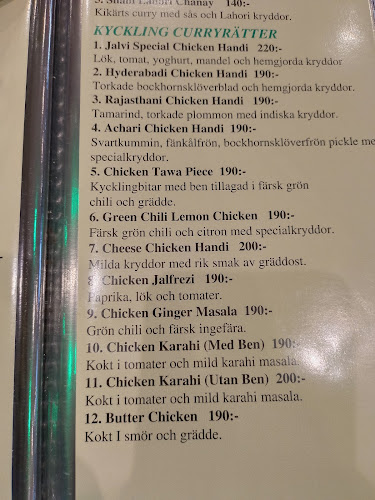 5. Shahi Lahori Chanay 140:-
Kikärts curry med sås och Lahori kryddor.
KYCKLING CURRYRÄTTER
1. Jalvi Special Chicken Handi 220:-
Lök, tomat, yoghurt, mandel och hemgjorda kryddor
2. Hyderabadi Chicken Handi 190:-
Torkade bockhornsklöverblad och hemgjorda kryddor.
3. Rajasthani Chicken Handi 190:-
Tamarind, torkade plommon med indiska kryddor.
4. Achari Chicken Handi 190:-
Svartkummin, fänkålfrön, bockhornsklöverfrön pickle me
specialkryddor.
5. Chicken Tawa Piece 190:-
Kycklingbitar med ben tillagad i färsk grön
chili och grädde.
6. Green Chili Lemon Chicken 190:-
Färsk grön chili och citron med specialkryddor.
7. Cheese Chicken Handi 200:-
Milda kryddor med rik smak av gräddost.
8. Chicken Jalfrezi 190:-
Paprika, lök och tomater.
9. Chicken Ginger Masala 190:-
Grön chili och färsk ingefära.
10. Chicken Karahi (Med Ben) 190:-
Kokt i tomater och mild karahi masala.
11. Chicken Karahi (Utan Ben) 200:-
Kokt i tomater och mild karahi masala.
12. Butter Chicken 190:-
Kokt I smör och grädde.